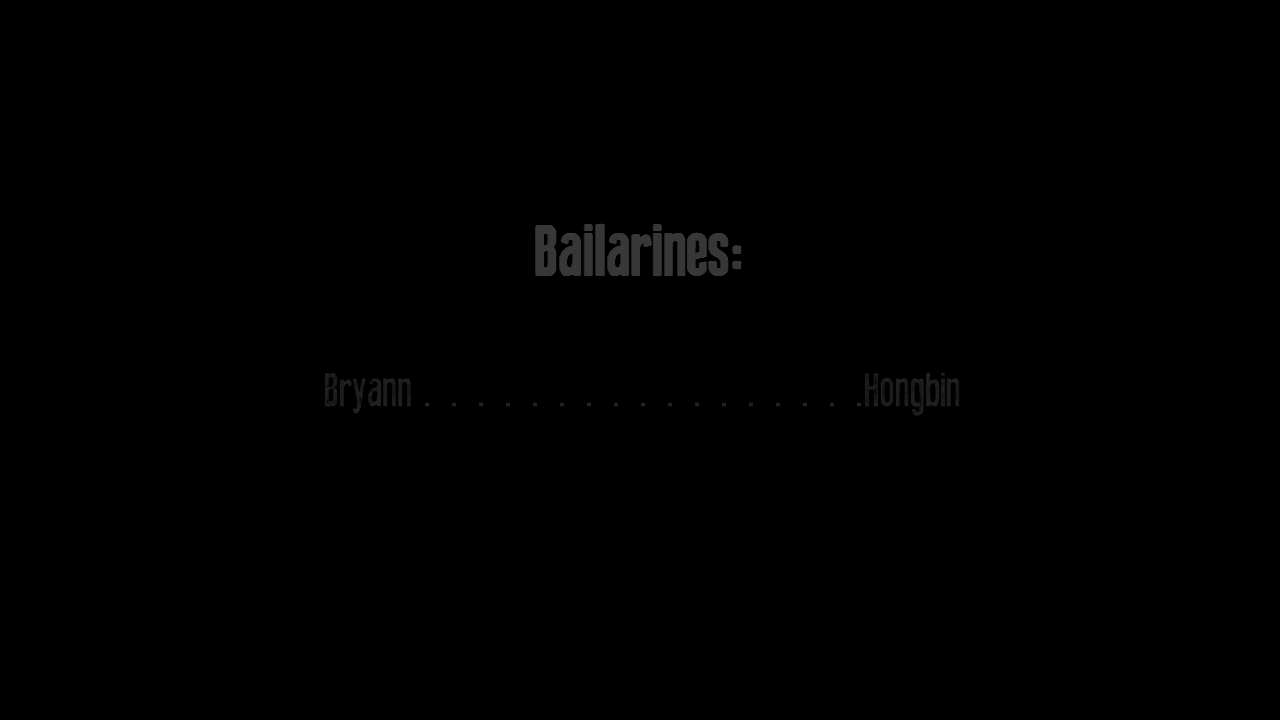 Bailarines:
Bryann . . . . . . . . . . . . . . . . .Hongbin